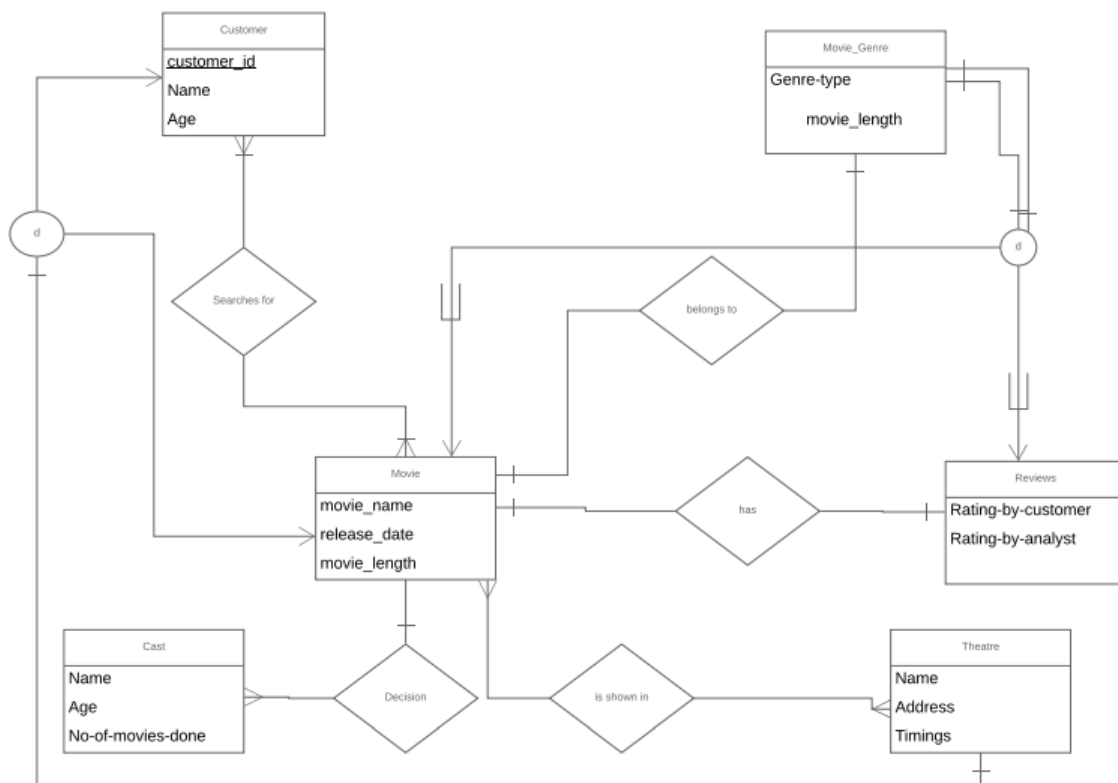 Customer
customer_id
Name
Age
Movie_Genre
Genre-type
movie_length
d
d
Searches for
belongs to
Movie
movie_name
release_date
movie_length
has
Reviews
Rating-by-customer
Rating-by-analyst
Cast
Name
Age
No-of-movies-done
Decision
is shown in
Theatre
Name
Address
Timings